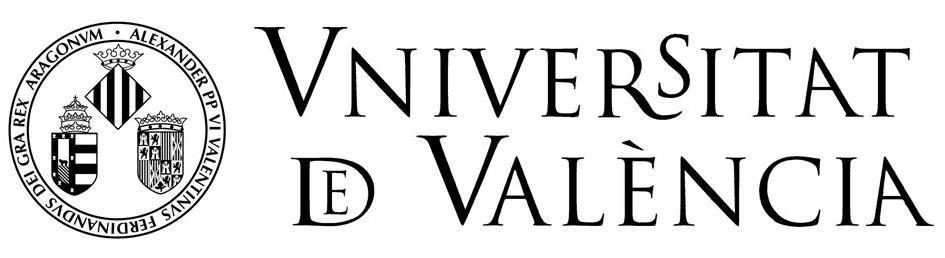 ALEXANDER PP VI VALENTINVS FERDINANDVS DEI GRA REX ARAGONVM ·
VNIVERSITAT
DE VALÈNCIA